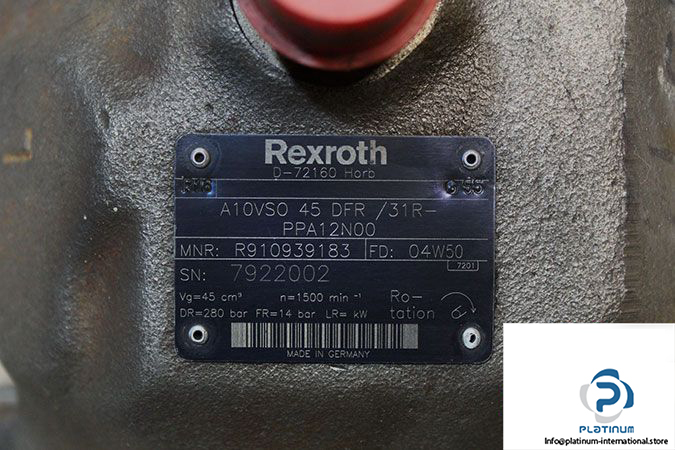 Rexroth
D-72160 Horb
A10VSO 45 DFR /31R-
PPA12N00
MNR: R910939183 FD: 04W50
7201
SN: 7922002
Vg=45 cm³ n=1500 min⁻¹ Ro-
tation
DR=280 bar FR=14 bar LR= kW
MADE IN GERMANY
PLATINUM
Info@platinum-international.store